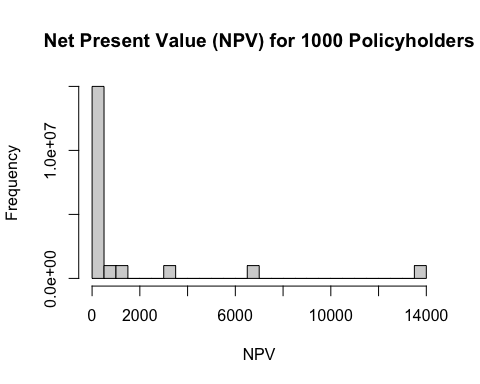 Net Present Value (NPV) for 1000 Policyholders
Frequency
1.0e+07
0.0e+00
0 2000 6000 10000 14000
NPV